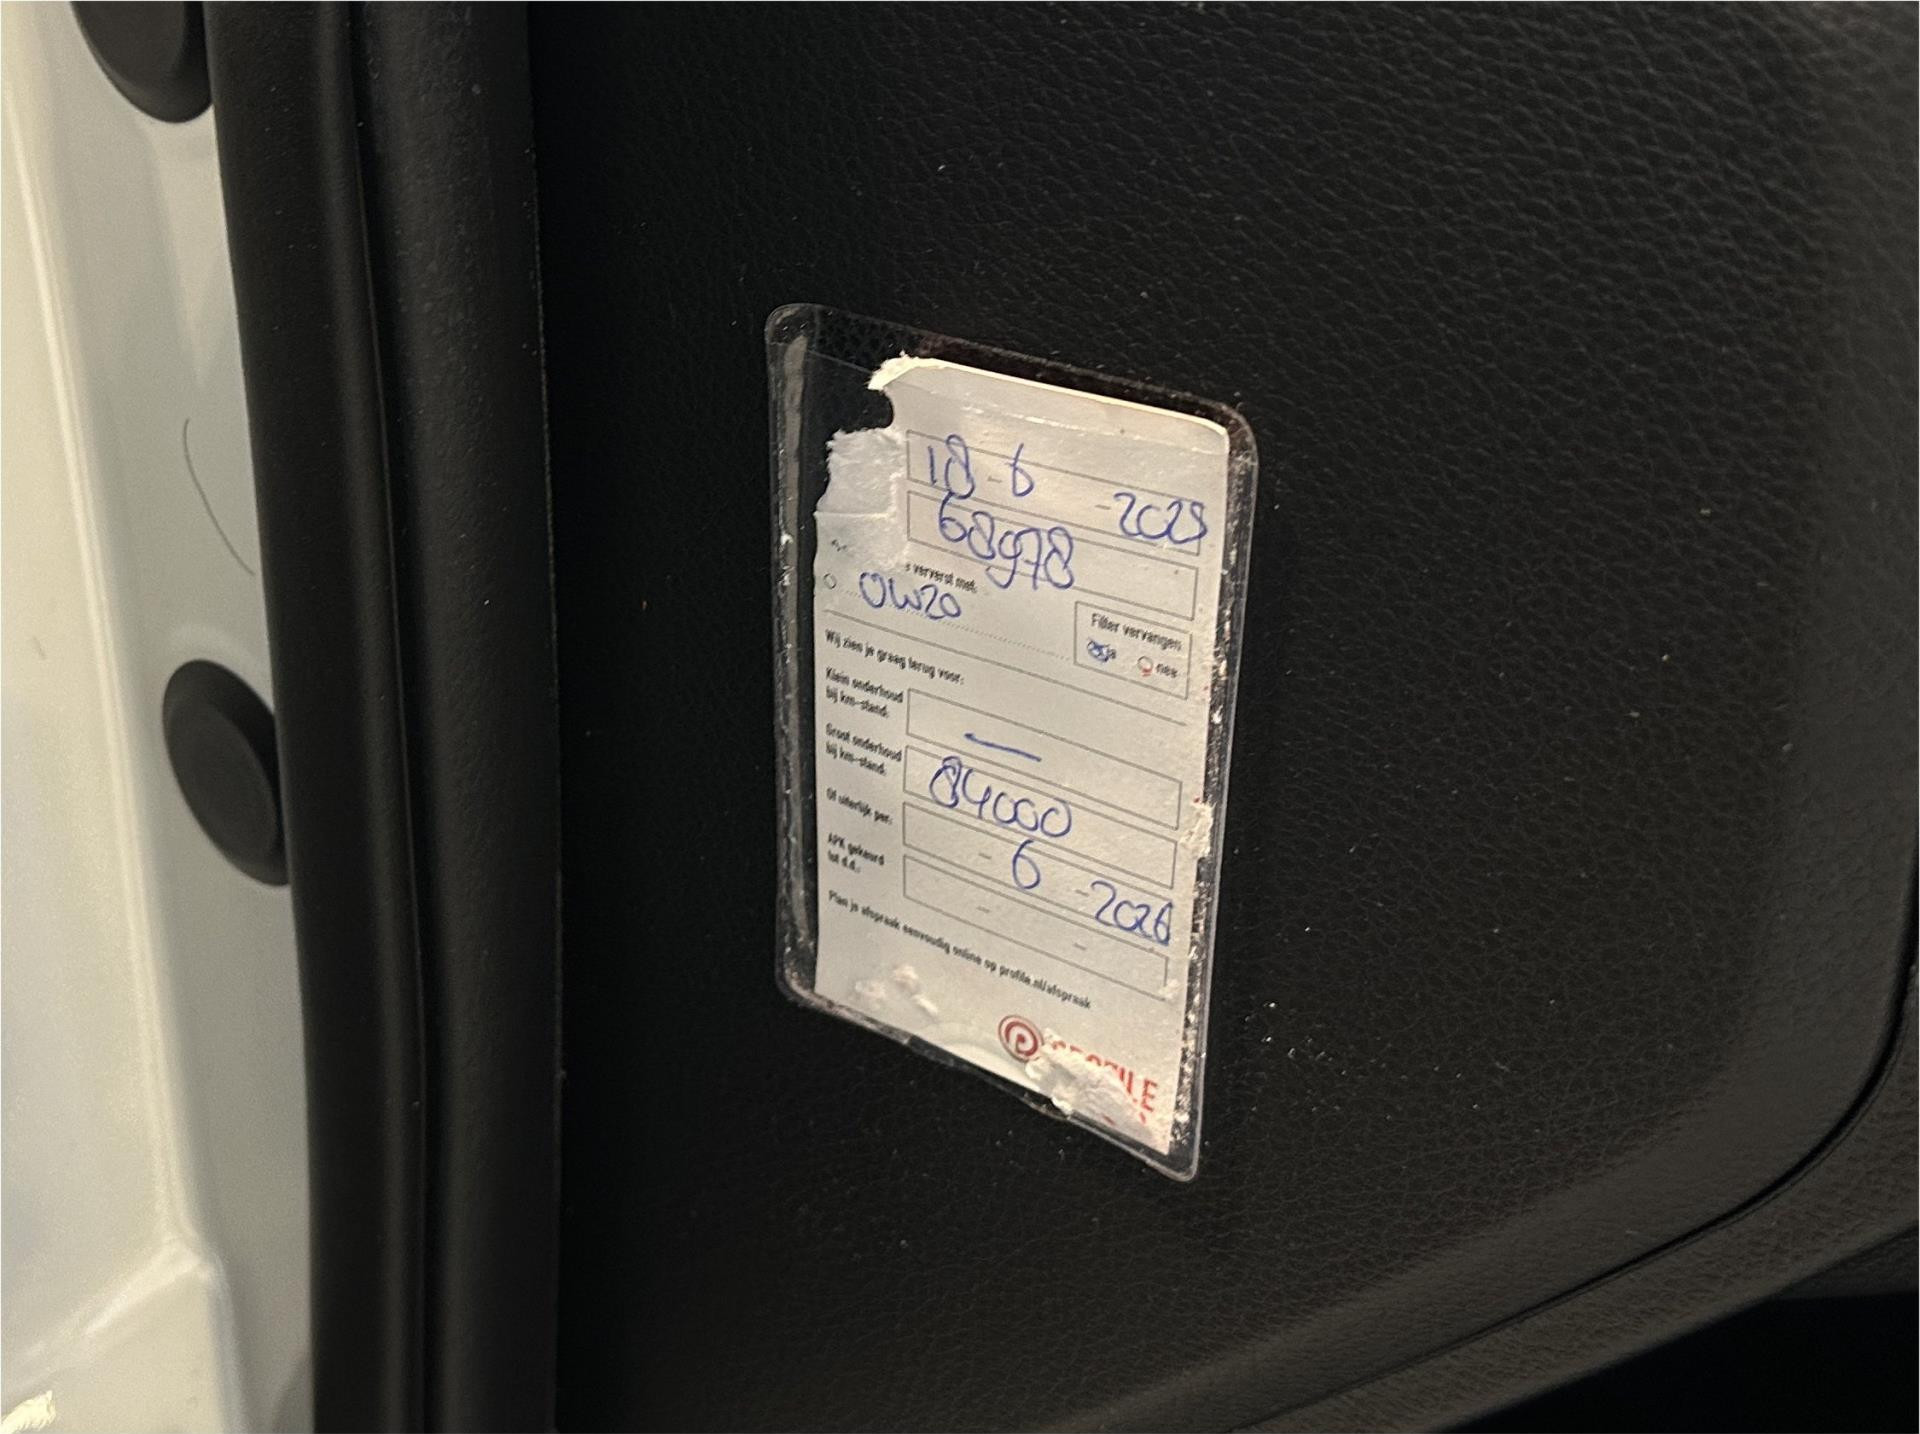 18-6-2025
68978
ververst met:
OW20
Filter vervangen
ja nee
Wij zien je graag terug voor:
Klein onderhoud
bij km-stand: —
Groot onderhoud
bij km-stand: 84000
Of uiterlijk per: - 6 - 2026
APK gekeurd
tot d.d.: - -
Plan je afspraak eenvoudig online op profile.nl/afspraak